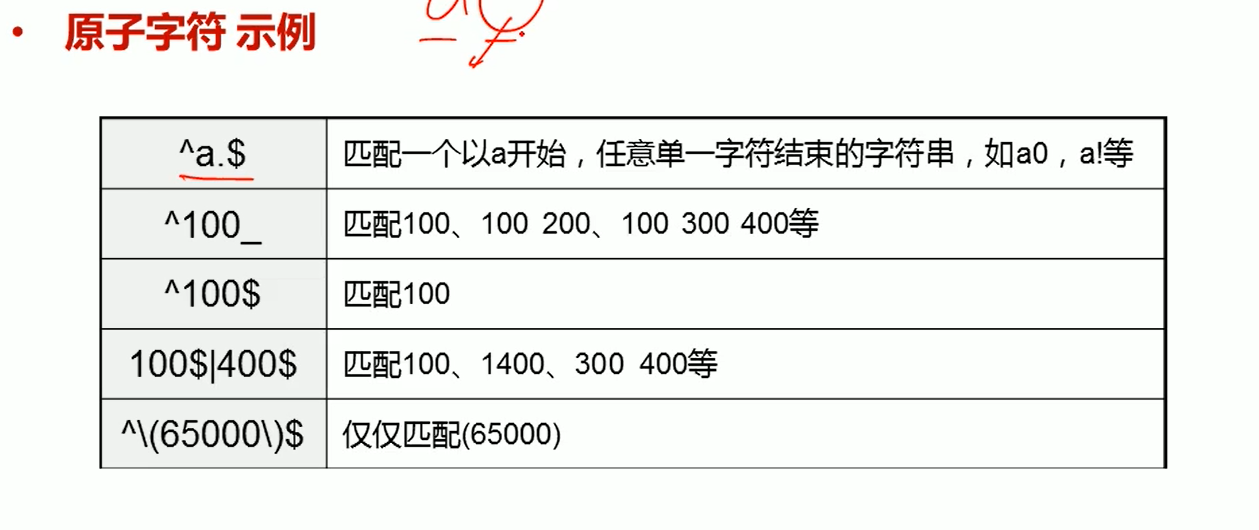 • 原子字符 示例
^a.$ 匹配一个以a开始，任意单一字符结束的字符串，如a0，a!等
^100_ 匹配100、100 200、100 300 400等
^100$ 匹配100
100$|400$ 匹配100、1400、300 400等
^\(65000\)$ 仅仅匹配(65000)